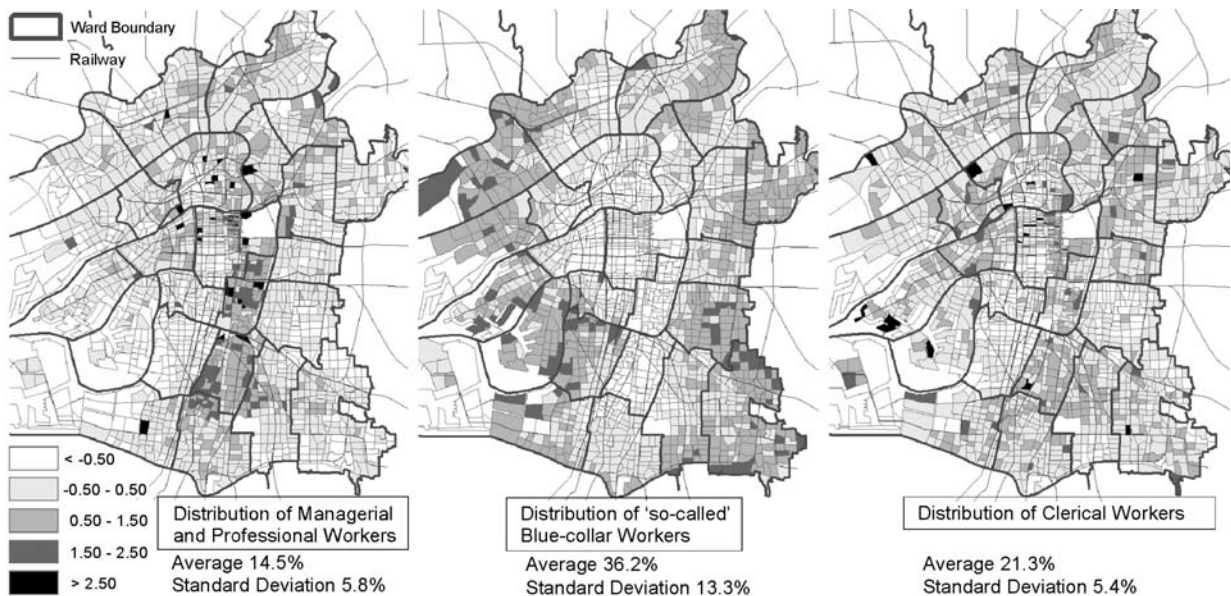 Ward Boundary
Railway
< -0.50
-0.50 - 0.50
0.50 - 1.50
1.50 - 2.50
> 2.50
Distribution of Managerial
and Professional Workers
Average 14.5%
Standard Deviation 5.8%
Distribution of 'so-called'
Blue-collar Workers
Average 36.2%
Standard Deviation 13.3%
Distribution of Clerical Workers
Average 21.3%
Standard Deviation 5.4%